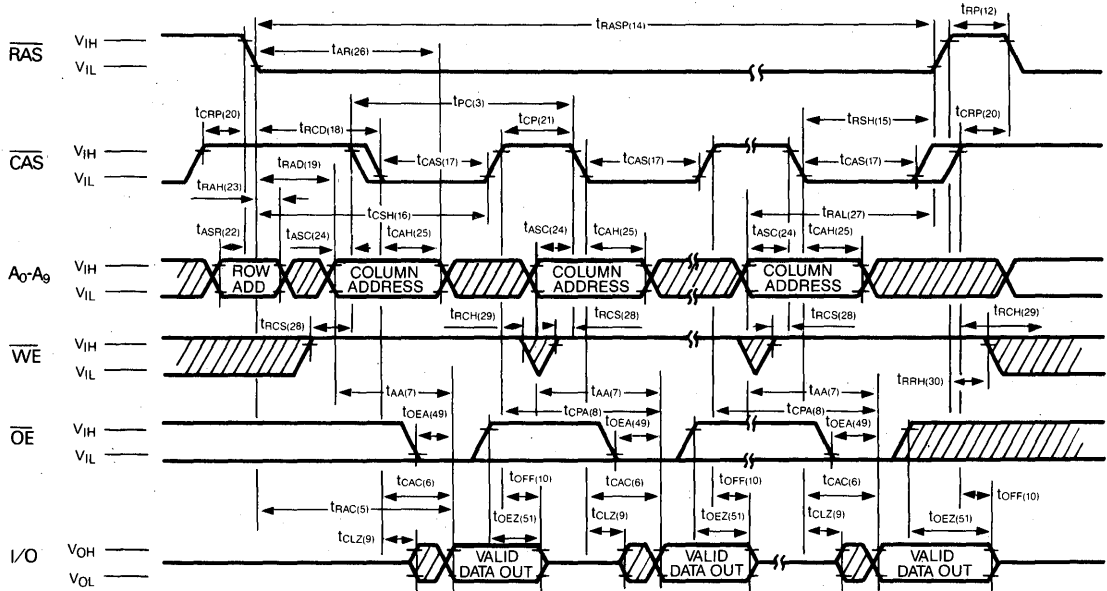 tRASP(14) tRP(12)
RAS VIH VIL
tAR(26)
tPC(3)
tCRP(20) tRCD(18) tCP(21) tRSH(15) tCRP(20)
CAS VIH VIL
tRAD(19) tCAS(17) tCAS(17) tCAS(17)
tRAH(23)
tCSH(16) tRAL(27)
tASR(22) tASC(24) tCAH(25) tASC(24) tCAH(25) tASC(24) tCAH(25)
A0-A9 VIH VIL
ROW ADD COLUMN ADDRESS COLUMN ADDRESS COLUMN ADDRESS
tRCS(28) tRCH(29) tRCS(28) tRCS(28) tRCH(29)
WE VIH VIL
tRRH(30)
tAA(7) tAA(7) tAA(7)
tOEA(49) tCPA(8) tOEA(49) tCPA(8) tOEA(49)
OE VIH VIL
tCAC(6) tOFF(10) tCAC(6) tOFF(10) tCAC(6) tOFF(10)
tRAC(5) tOEZ(51) tOEZ(51) tOEZ(51)
tCLZ(9) tCLZ(9) tCLZ(9)
I/O VOH VOL
VALID DATA OUT VALID DATA OUT VALID DATA OUT